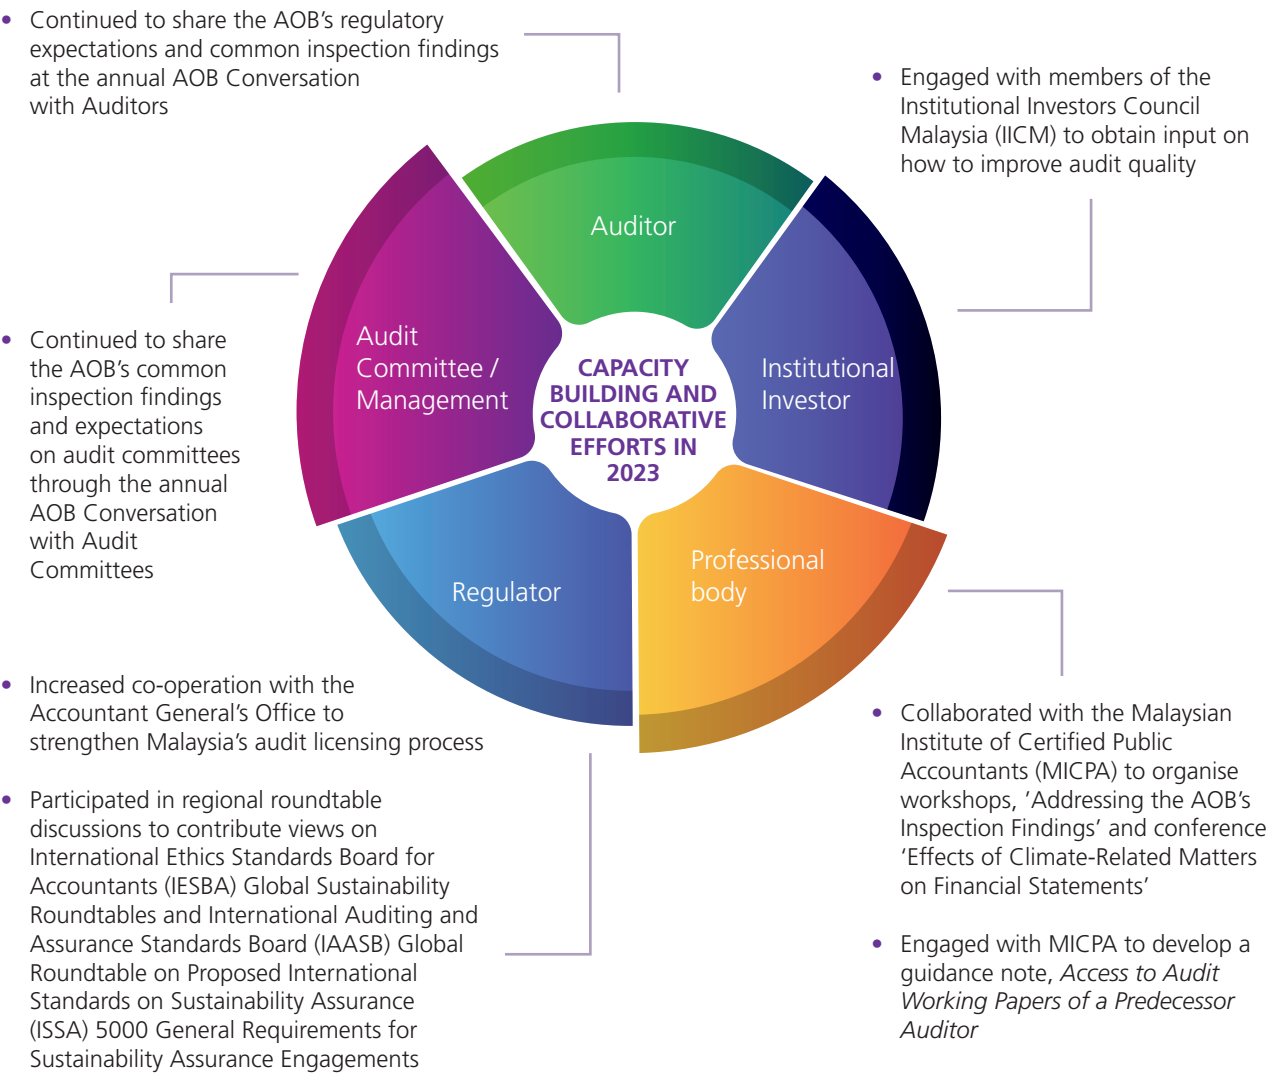 • Continued to share the AOB’s regulatory
expectations and common inspection findings
at the annual AOB Conversation
with Auditors
• Engaged with members of the
Institutional Investors Council
Malaysia (IICM) to obtain input on
how to improve audit quality
Auditor
Audit
Committee /
Management
CAPACITY
BUILDING AND
COLLABORATIVE
EFFORTS IN
2023
Institutional
Investor
• Continued to share
the AOB’s common
inspection findings
and expectations
on audit committees
through the annual
AOB Conversation
with Audit
Committees
Regulator
Professional
body
• Increased co-operation with the
Accountant General’s Office to
strengthen Malaysia’s audit licensing process
• Participated in regional roundtable
discussions to contribute views on
International Ethics Standards Board for
Accountants (IESBA) Global Sustainability
Roundtables and International Auditing and
Assurance Standards Board (IAASB) Global
Roundtable on Proposed International
Standards on Sustainability Assurance
(ISSA) 5000 General Requirements for
Sustainability Assurance Engagements
• Collaborated with the Malaysian
Institute of Certified Public
Accountants (MICPA) to organise
workshops, ’Addressing the AOB’s
Inspection Findings’ and conference
‘Effects of Climate-Related Matters
on Financial Statements’
• Engaged with MICPA to develop a
guidance note, Access to Audit
Working Papers of a Predecessor
Auditor